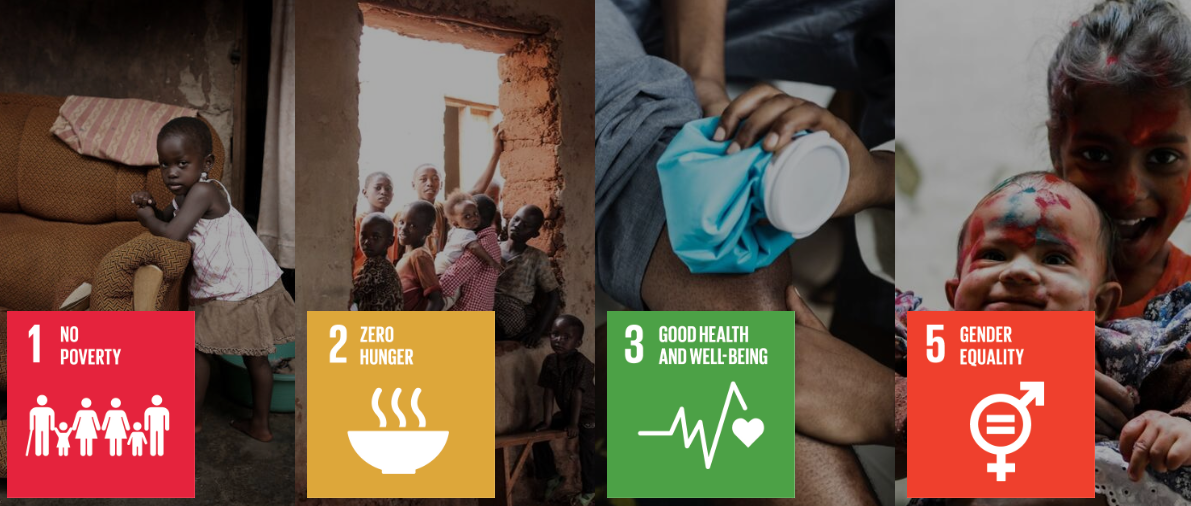 1 NO
POVERTY
2 ZERO
HUNGER
3 GOOD HEALTH
AND WELL-BEING
5 GENDER
EQUALITY